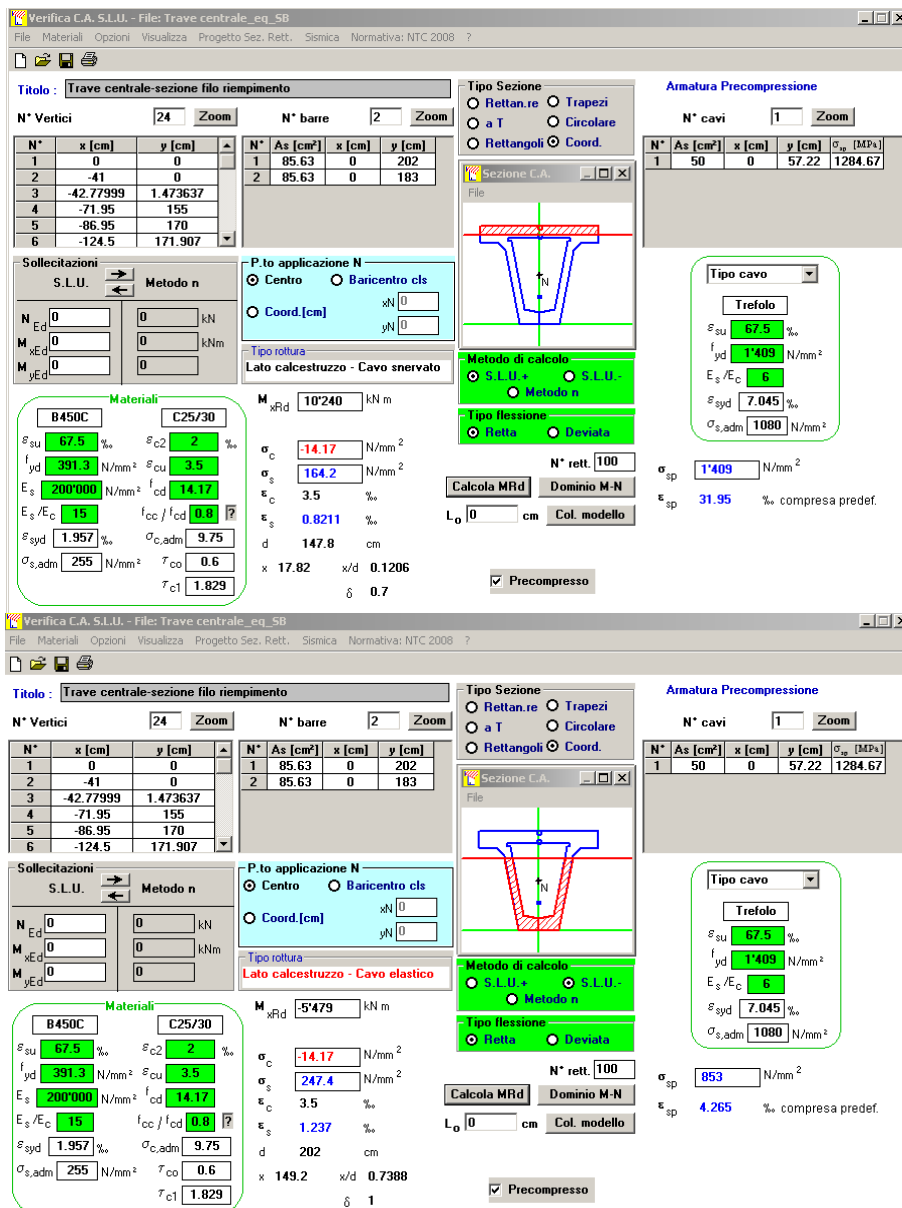 Verifica C.A. S.L.U. - File: Trave centrale_eq_SB
File Materiali Opzioni Visualizza Progetto Sez. Rett. Sismica Normativa: NTC 2008 ?
Titolo : Trave centrale-sezione filo riempimento
N* Vertici 24 Zoom N* barre 2 Zoom
N* x [cm] y [cm]
1 0 0
2 -41 0
3 -42.77999 1.473637
4 -71.95 155
5 -86.95 170
6 -124.5 171.907
N* As [cm²] x [cm] y [cm]
1 85.63 0 202
2 85.63 0 183
Tipo Sezione
Rettan.re Trapezi
a T Circolare
Rettangoli Coord.
Armatura Precompressione
N* cavi 1 Zoom
N* As [cm²] x [cm] y [cm] σsp [MPa]
1 50 0 57.22 1284.67
Sezione C.A.
File
N
Sollecitazioni
S.L.U. Metodo n
N Ed 0 0 kN
M xEd 0 0 kNm
M yEd 0 0
P.to applicazione N
Centro Baricentro cls
Coord.[cm] xN 0
yN 0
Tipo rottura
Lato calcestruzzo - Cavo snervato
Materiali
B450C C25/30
εsu 67.5 ‰ εc2 2 ‰
fyd 391.3 N/mm² εcu 3.5
Es 200'000 N/mm² fcd 14.17
Es/Ec 15 fcc / fcd 0.8 ?
εsyd 1.957 ‰ σc,adm 9.75
σs,adm 255 N/mm² τco 0.6
τc1 1.829
M xRd 10'240 kN m
σc -14.17 N/mm²
σs 164.2 N/mm²
εc 3.5 ‰
εs 0.8211 ‰
d 147.8 cm
x 17.82 x/d 0.1206
δ 0.7
Metodo di calcolo
S.L.U.+ S.L.U.-
Metodo n
Tipo flessione
Retta Deviata
N* rett. 100
Calcola MRd Dominio M-N
Lo 0 cm Col. modello
Precompresso
Tipo cavo
Trefolo
εsu 67.5 ‰
fyd 1'409 N/mm²
Es/Ec 6
εsyd 7.045 ‰
σs,adm 1080 N/mm²
σsp 1'409 N/mm²
εsp 31.95 ‰ compresa predef.
Verifica C.A. S.L.U. - File: Trave centrale_eq_SB
File Materiali Opzioni Visualizza Progetto Sez. Rett. Sismica Normativa: NTC 2008 ?
Titolo : Trave centrale-sezione filo riempimento
N* Vertici 24 Zoom N* barre 2 Zoom
N* x [cm] y [cm]
1 0 0
2 -41 0
3 -42.77999 1.473637
4 -71.95 155
5 -86.95 170
6 -124.5 171.907
N* As [cm²] x [cm] y [cm]
1 85.63 0 202
2 85.63 0 183
Tipo Sezione
Rettan.re Trapezi
a T Circolare
Rettangoli Coord.
Armatura Precompressione
N* cavi 1 Zoom
N* As [cm²] x [cm] y [cm] σsp [MPa]
1 50 0 57.22 1284.67
Sezione C.A.
File
N
Sollecitazioni
S.L.U. Metodo n
N Ed 0 0 kN
M xEd 0 0 kNm
M yEd 0 0
P.to applicazione N
Centro Baricentro cls
Coord.[cm] xN 0
yN 0
Tipo rottura
Lato calcestruzzo - Cavo elastico
Materiali
B450C C25/30
εsu 67.5 ‰ εc2 2 ‰
fyd 391.3 N/mm² εcu 3.5
Es 200'000 N/mm² fcd 14.17
Es/Ec 15 fcc / fcd 0.8 ?
εsyd 1.957 ‰ σc,adm 9.75
σs,adm 255 N/mm² τco 0.6
τc1 1.829
M xRd -5'479 kN m
σc -14.17 N/mm²
σs 247.4 N/mm²
εc 3.5 ‰
εs 1.237 ‰
d 202 cm
x 149.2 x/d 0.7388
δ 1
Metodo di calcolo
S.L.U.+ S.L.U.-
Metodo n
Tipo flessione
Retta Deviata
N* rett. 100
Calcola MRd Dominio M-N
Lo 0 cm Col. modello
Precompresso
Tipo cavo
Trefolo
εsu 67.5 ‰
fyd 1'409 N/mm²
Es/Ec 6
εsyd 7.045 ‰
σs,adm 1080 N/mm²
σsp 853 N/mm²
εsp 4.265 ‰ compresa predef.